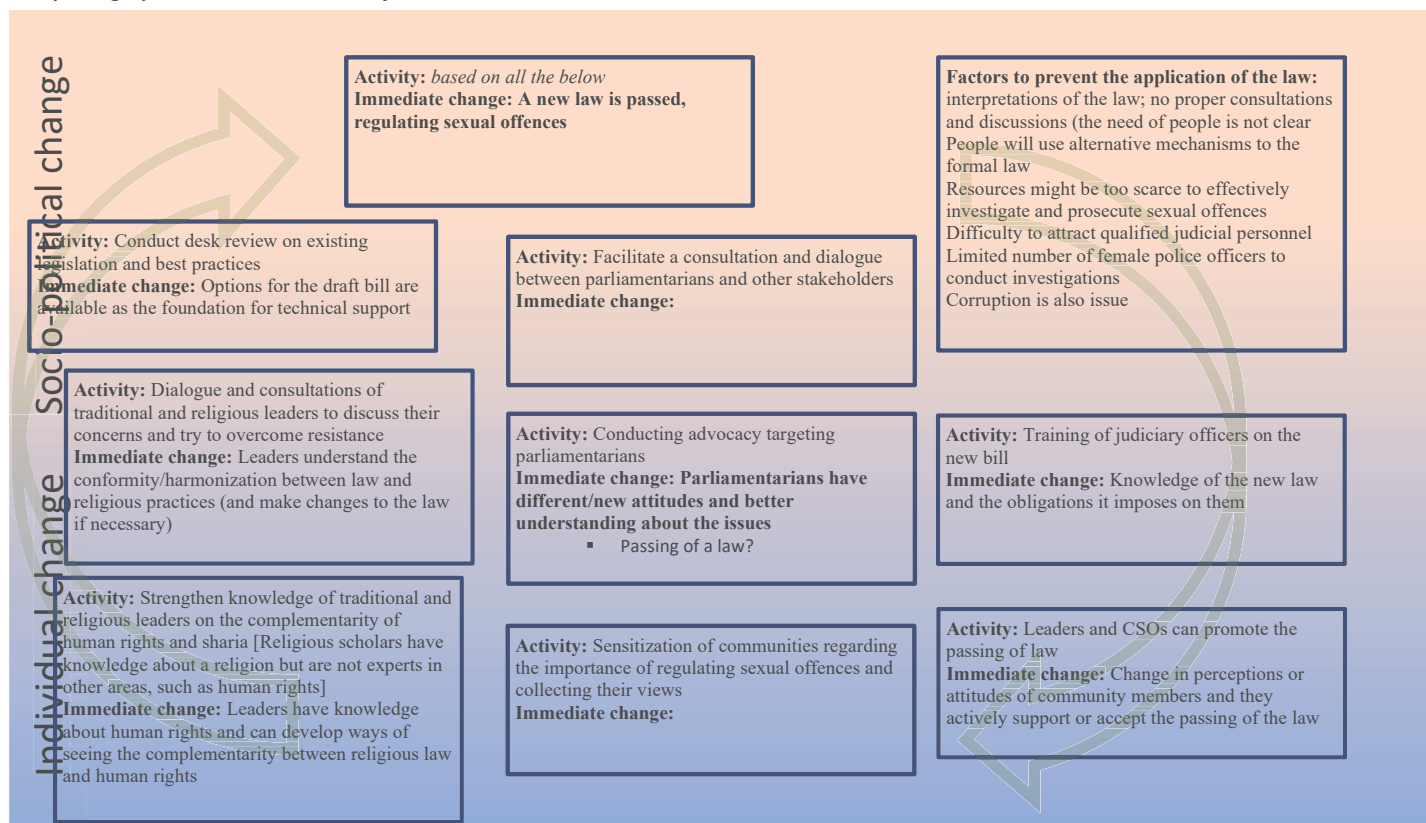 Socio-political change
Individual change
Activity: based on all the below
Immediate change: A new law is passed,
regulating sexual offences
Factors to prevent the application of the law:
interpretations of the law; no proper consultations
and discussions (the need of people is not clear
People will use alternative mechanisms to the
formal law
Resources might be too scarce to effectively
investigate and prosecute sexual offences
Difficulty to attract qualified judicial personnel
Limited number of female police officers to
conduct investigations
Corruption is also issue
Activity: Conduct desk review on existing
legislation and best practices
Immediate change: Options for the draft bill are
available as the foundation for technical support
Activity: Facilitate a consultation and dialogue
between parliamentarians and other stakeholders
Immediate change:
Activity: Dialogue and consultations of
traditional and religious leaders to discuss their
concerns and try to overcome resistance
Immediate change: Leaders understand the
conformity/harmonization between law and
religious practices (and make changes to the law
if necessary)
Activity: Conducting advocacy targeting
parliamentarians
Immediate change: Parliamentarians have
different/new attitudes and better
understanding about the issues
▪ Passing of a law?
Activity: Training of judiciary officers on the
new bill
Immediate change: Knowledge of the new law
and the obligations it imposes on them
Activity: Strengthen knowledge of traditional and
religious leaders on the complementarity of
human rights and sharia [Religious scholars have
knowledge about a religion but are not experts in
other areas, such as human rights]
Immediate change: Leaders have knowledge
about human rights and can develop ways of
seeing the complementarity between religious law
and human rights
Activity: Sensitization of communities regarding
the importance of regulating sexual offences and
collecting their views
Immediate change:
Activity: Leaders and CSOs can promote the
passing of law
Immediate change: Change in perceptions or
attitudes of community members and they
actively support or accept the passing of the law